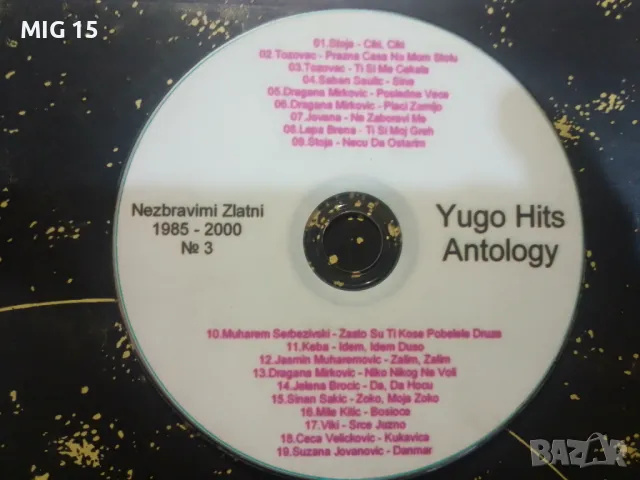 MIG 15
01.Stoja - Ciki, Ciki
02.Tozovac - Prazna Casa Na Mom Stolu
03.Tozovac - Ti Si Me Cekala
04.Saban Saulic - Sine
05.Dragana Mirkovic - Poslednje Vece
06.Dragana Mirkovic - Placi Zemljo
07.Jovana - Ne Zaboravi Me
08.Lepa Brena - Ti Si Moj Greh
09.Stoja - Necu Da Ostarim
Nezbravimi Zlatni
1985 - 2000
№ 3
Yugo Hits
Antology
10.Muharem Serbezivski - Zasto Su Ti Kose Pobelele Druze
11.Keba - Idem, Idem Duso
12.Jasmin Muharemovic - Zalim, Zalim
13.Dragana Mirkovic - Niko Nikog Ne Voli
14.Jelena Brocic - Da, Da Hocu
15.Sinan Sakic - Zoko, Moja Zoko
16.Mile Kitic - Bosioce
17.Viki - Srce Juzno
18.Ceca Velickovic - Kukavica
19.Suzana Jovanovic - Danmar
BAZAR